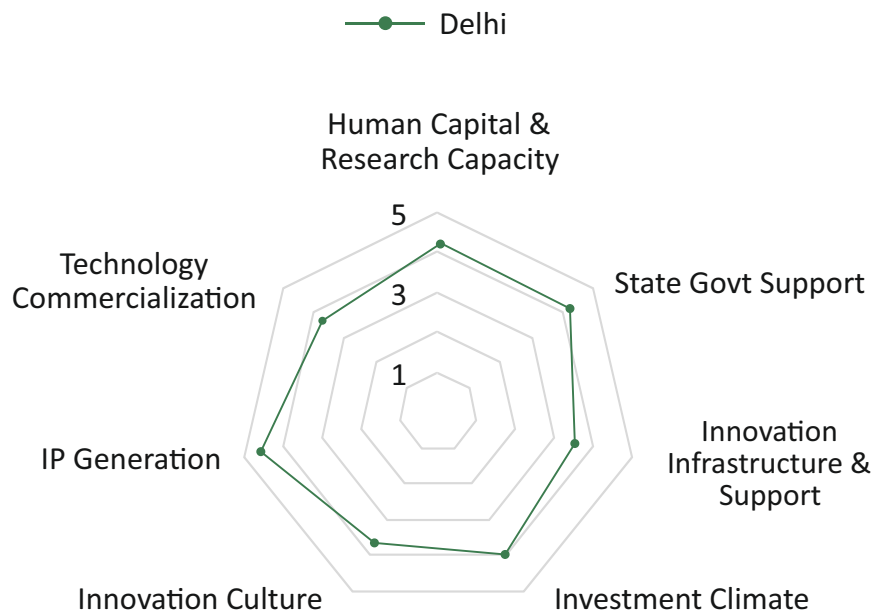 Delhi
Human Capital &
Research Capacity
5
Technology
Commercialization
3
State Govt Support
1
Innovation
Infrastructure &
Support
IP Generation
Innovation Culture
Investment Climate